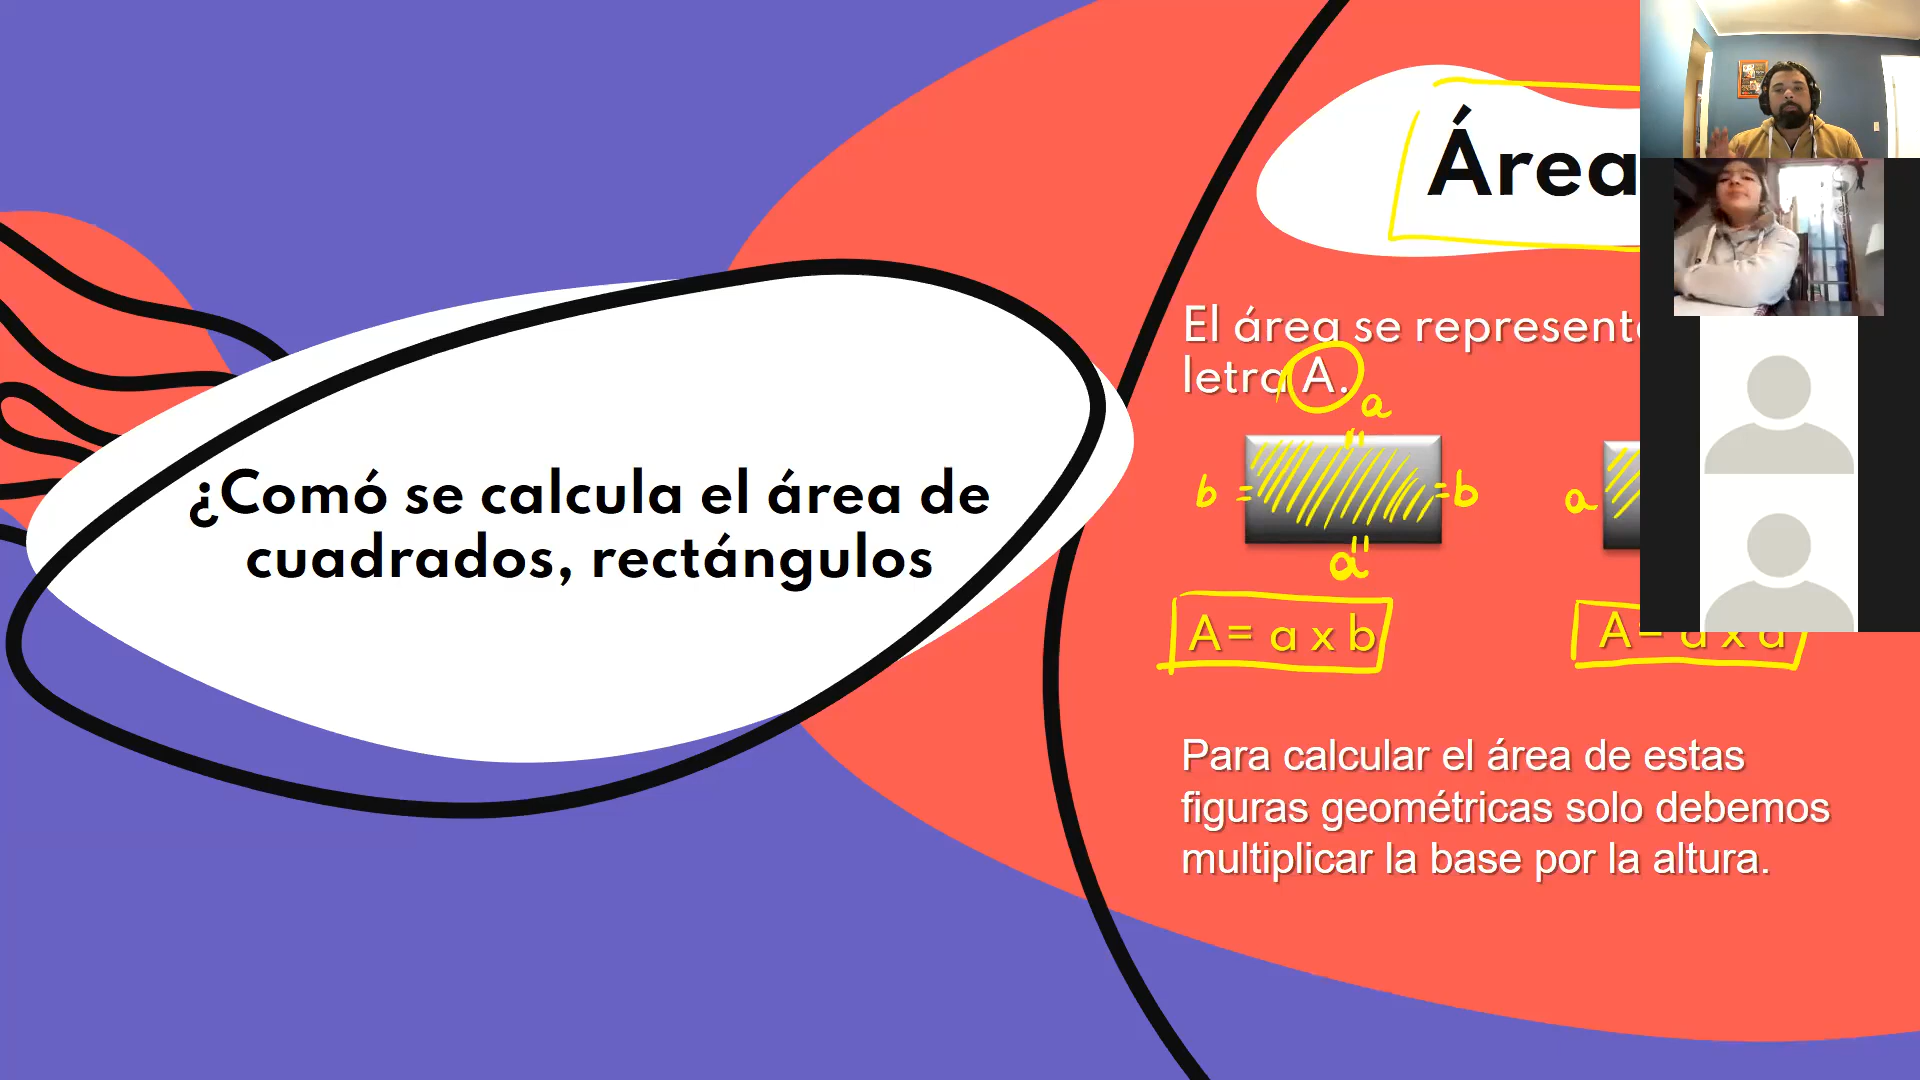 ¿Comó se calcula el área de
cuadrados, rectángulos
Área
El área se represent
letra A.
a
b = = b
a
a
A= a x b
A= a x a
Para calcular el área de estas
figuras geométricas solo debemos
multiplicar la base por la altura.